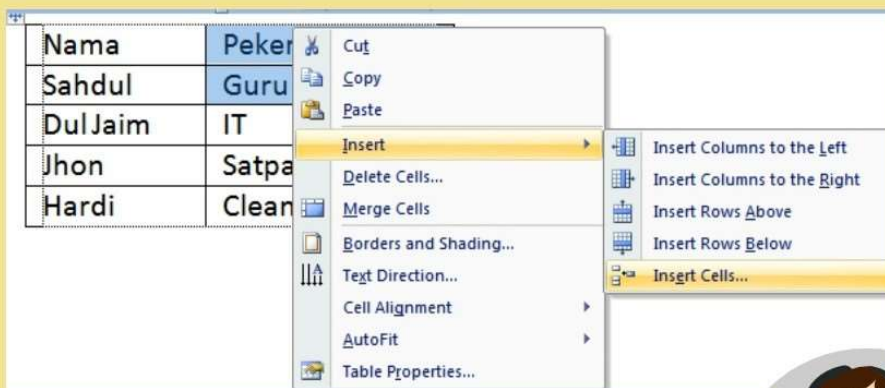 Nama Peker
Sahdul Guru
Dul Jaim IT
Jhon Satpa
Hardi Clean
Cut
Copy
Paste
Insert
Delete Cells...
Merge Cells
Borders and Shading...
Text Direction...
Cell Alignment
AutoFit
Table Properties...
Insert Columns to the Left
Insert Columns to the Right
Insert Rows Above
Insert Rows Below
Insert Cells...